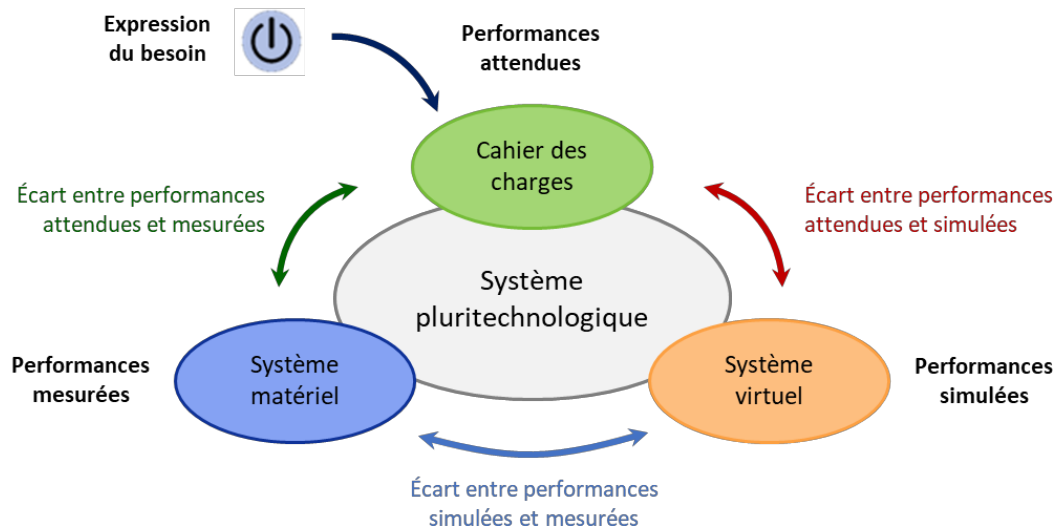 Expression
du besoin
Performances
attendues
Cahier des
charges
Écart entre performances
attendues et mesurées
Écart entre performances
attendues et simulées
Système
pluritechnologique
Performances
mesurées
Système
matériel
Système
virtuel
Performances
simulées
Écart entre performances
simulées et mesurées